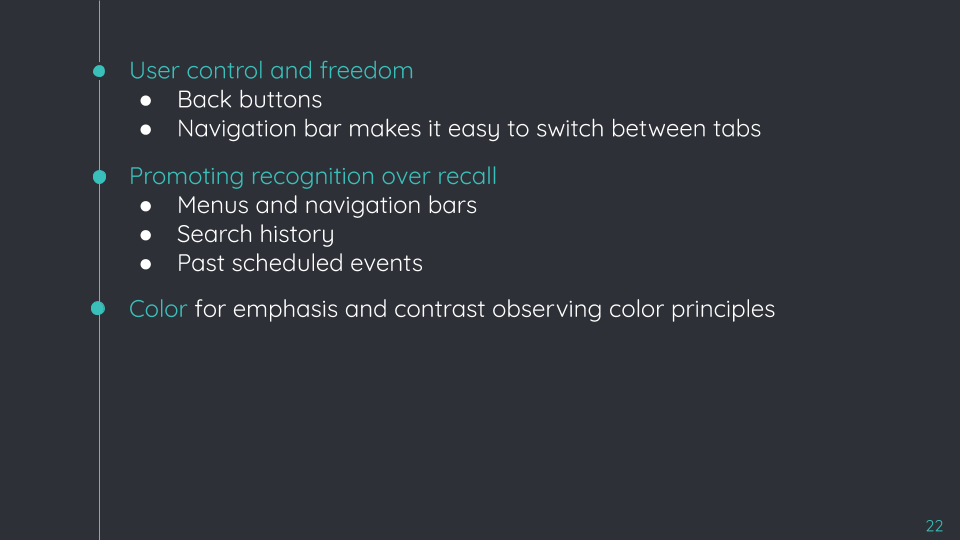 User control and freedom
● Back buttons
● Navigation bar makes it easy to switch between tabs
Promoting recognition over recall
● Menus and navigation bars
● Search history
● Past scheduled events
Color for emphasis and contrast observing color principles
22